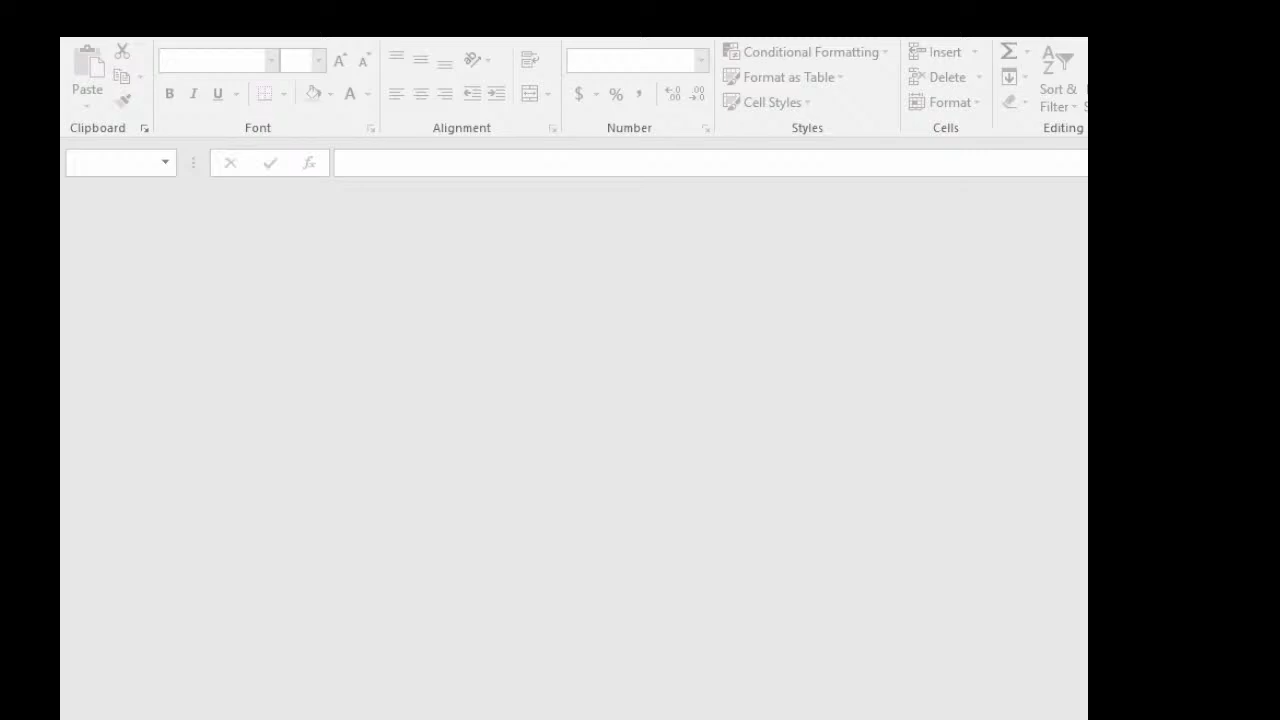 Conditional Formatting
Insert
Format as Table
Delete
Paste
B I U A $ % ,
Cell Styles
Format
Sort &
Filter
Clipboard
Font
Alignment
Number
Styles
Cells
Editing
fx